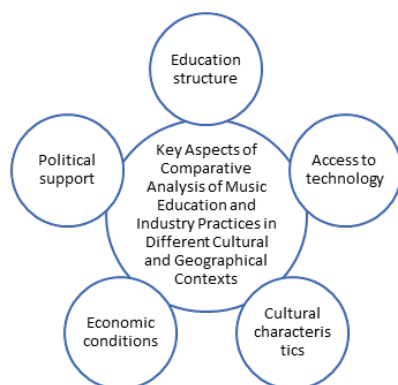 Education
structure
Political
support
Key Aspects of
Comparative
Analysis of Music
Education and
Industry Practices in
Different Cultural
and Geographical
Contexts
Access to
technology
Economic
conditions
Cultural
characteris
tics